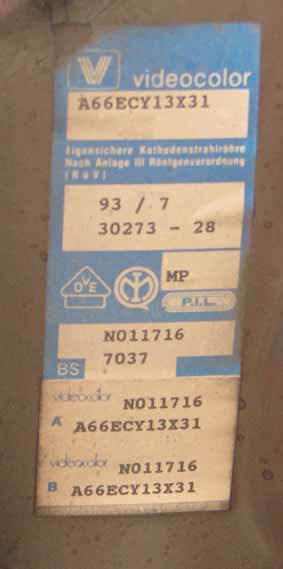 V
videocolor
A66ECY13X31
Eigensichere Kathodenstrahlröhre
Nach Anlage III Röntgenverordnung
(RöV)
93 / 7
30273 - 28
VDE
MP
P.I.L.
N011716
BS 7037
videocolor N011716
A A66ECY13X31
videocolor N011716
B A66ECY13X31